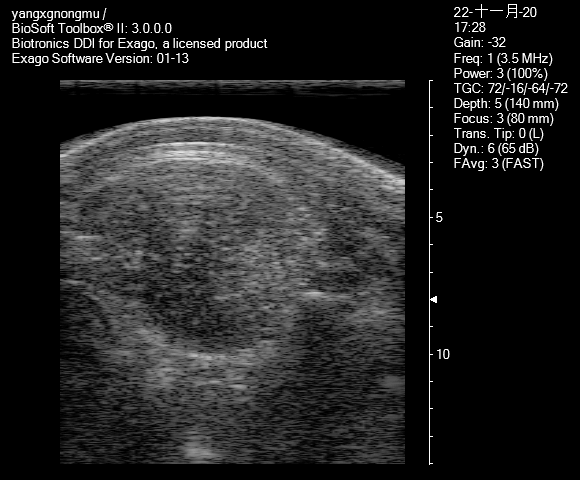 yangxgnongmu /
BioSoft Toolbox® II: 3.0.0.0
Biotronics DDI for Exago, a licensed product
Exago Software Version: 01-13
22-十一月-20
17:28
Gain: -32
Freq: 1 (3.5 MHz)
Power: 3 (100%)
TGC: 72/-16/-64/-72
Depth: 5 (140 mm)
Focus: 3 (80 mm)
Trans. Tip: 0 (L)
Dyn.: 6 (65 dB)
FAvg: 3 (FAST)
5
10